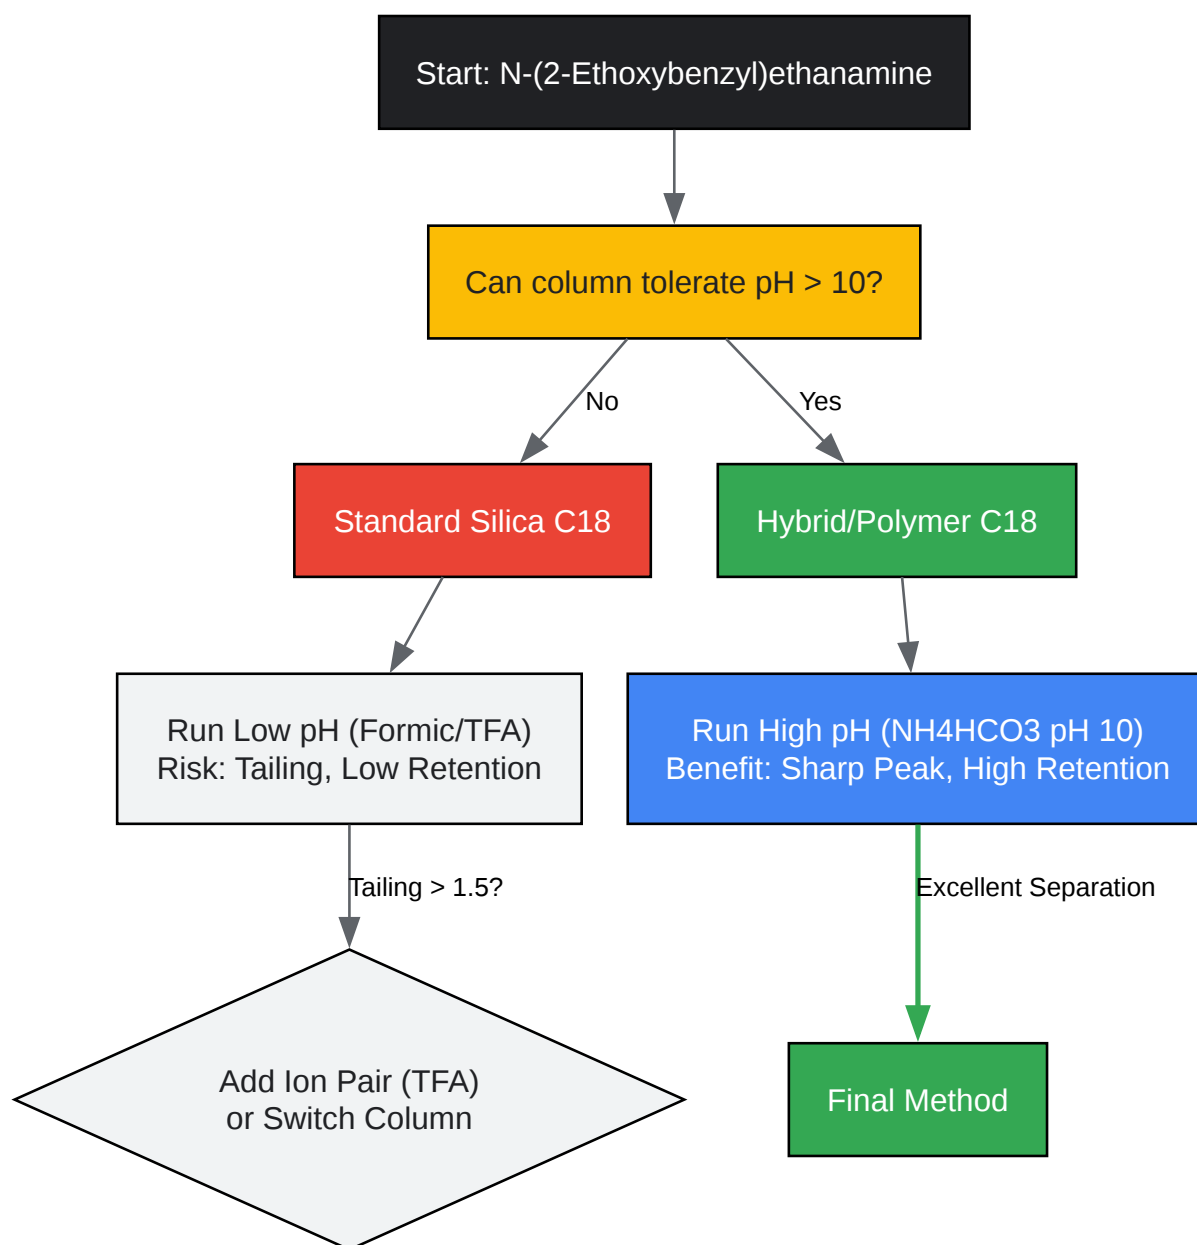 Start: N-(2-Ethoxybenzyl)ethanamine
Can column tolerate pH > 10?
No
Yes
Standard Silica C18
Hybrid/Polymer C18
Run Low pH (Formic/TFA)
Risk: Tailing, Low Retention
Run High pH (NH4HCO3 pH 10)
Benefit: Sharp Peak, High Retention
Tailing > 1.5?
Excellent Separation
Add Ion Pair (TFA)
or Switch Column
Final Method